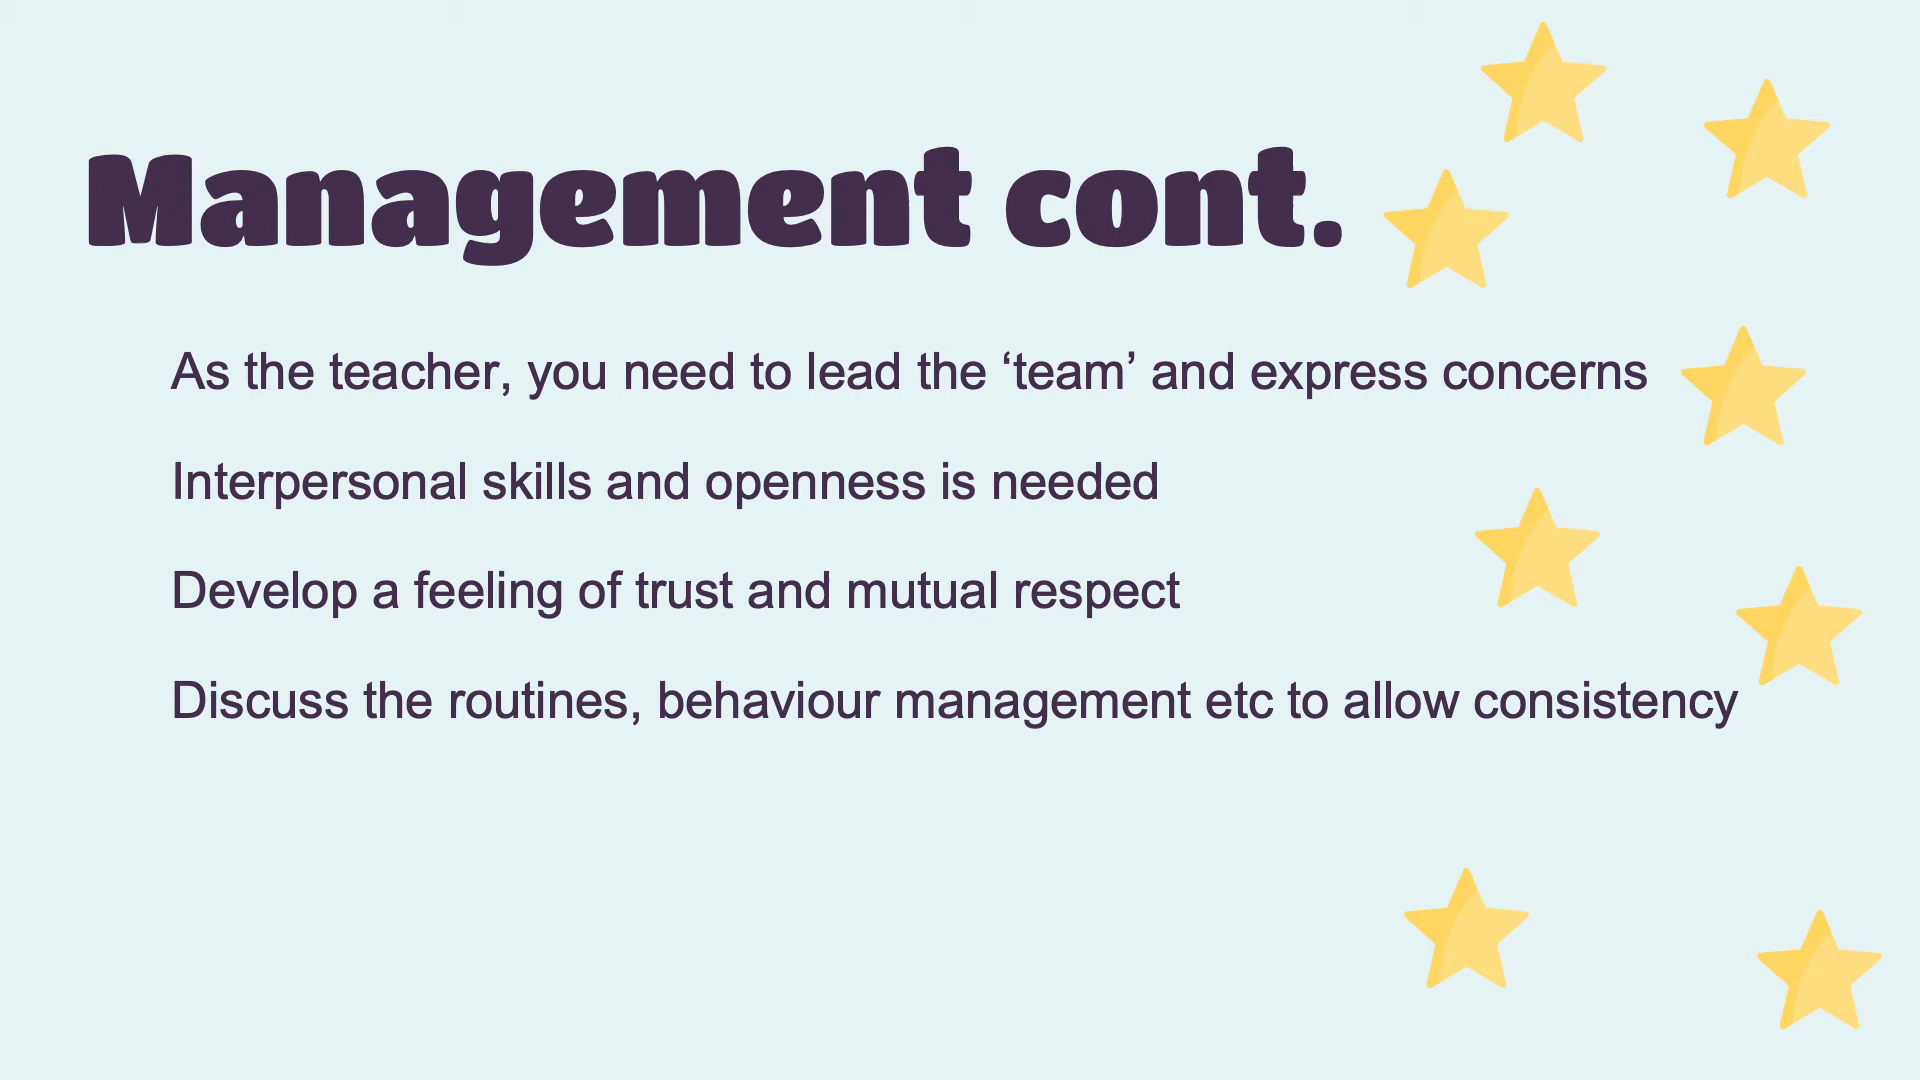 Management cont.
As the teacher, you need to lead the ‘team’ and express concerns
Interpersonal skills and openness is needed
Develop a feeling of trust and mutual respect
Discuss the routines, behaviour management etc to allow consistency